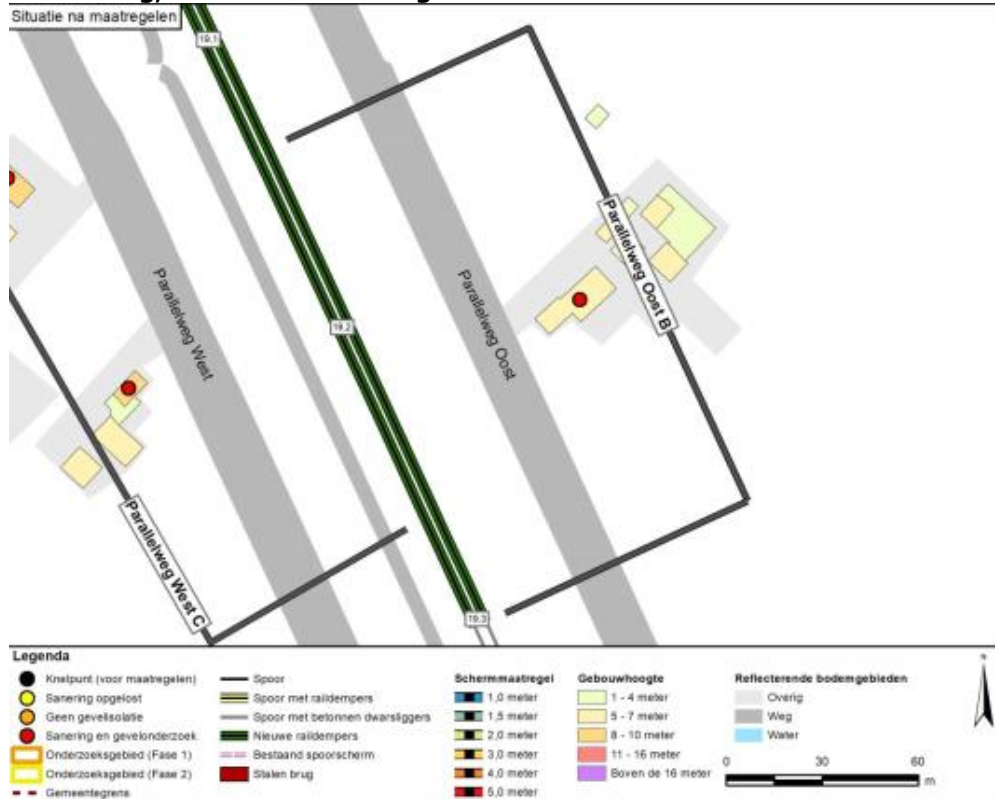 Situatie na maatregelen
19.1
Parallelweg Oost B
Parallelweg West
19.2
Parallelweg Oost
Parallelweg West C
19.3
Legenda
Knelpunt (voor maatregelen)
Sanering opgelost
Geen gevelisolatie
Sanering en gevelonderzoek
Onderzoeksgebied (Fase 1)
Onderzoeksgebied (Fase 2)
Gemeentegrens
Spoor
Spoor met raildempers
Spoor met betonnen dwarsliggers
Nieuwe raildempers
Bestaand spoorscherm
Stalen brug
Schermmaatregel
1,0 meter
1,5 meter
2,0 meter
3,0 meter
4,0 meter
5,0 meter
Gebouwhoogte
1 - 4 meter
5 - 7 meter
8 - 10 meter
11 - 16 meter
Boven de 16 meter
Reflecterende bodemgebieden
Overig
Weg
Water
0 30 60
m